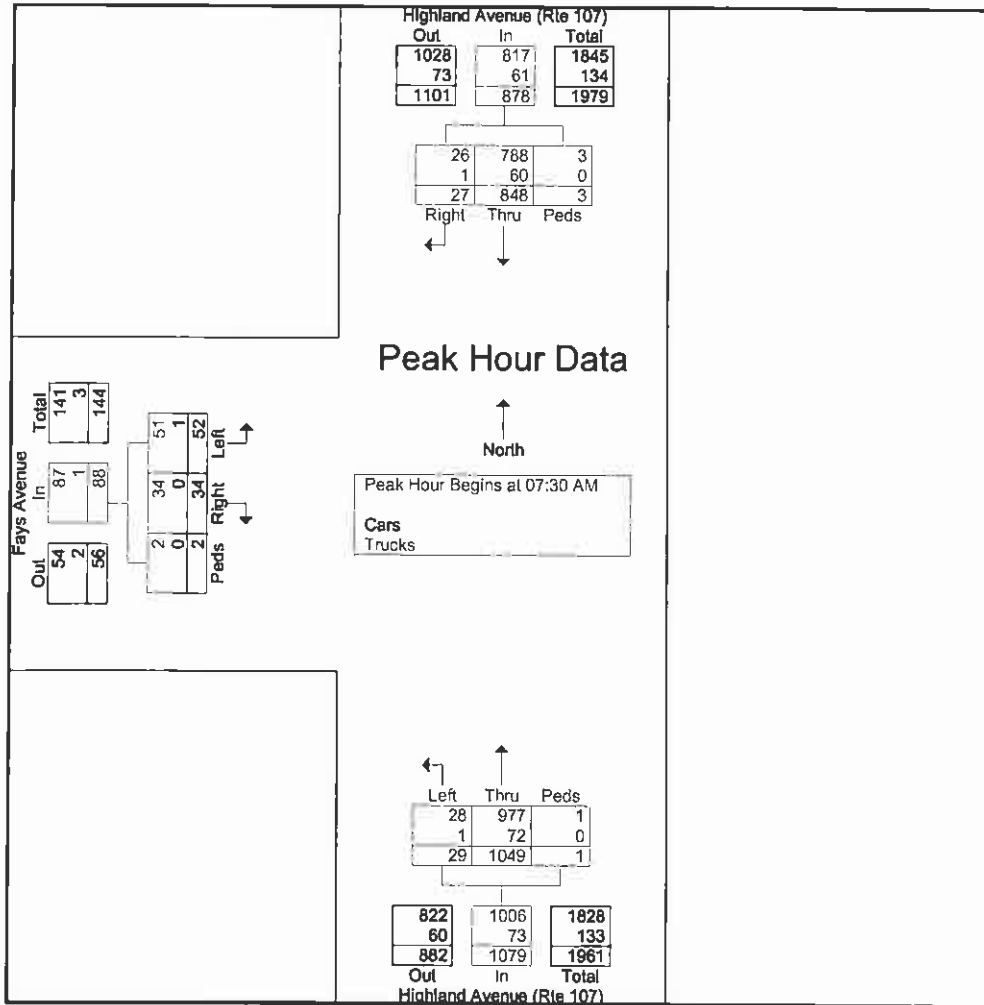 Highland Avenue (Rte 107)
Out In Total
1028 817 1845
73 61 134
1101 878 1979
26 788 3
1 60 0
27 848 3
Right Thru Peds
Peak Hour Data
North
Peak Hour Begins at 07:30 AM
Cars
Trucks
Fays Avenue
Out In Total
54 87 141
2 1 3
56 88 144
2 34 51
0 0 1
2 34 52
Peds Right Left
Left Thru Peds
28 977 1
1 72 0
29 1049 1
822 1006 1828
60 73 133
882 1079 1961
Out In Total
Highland Avenue (Rte 107)